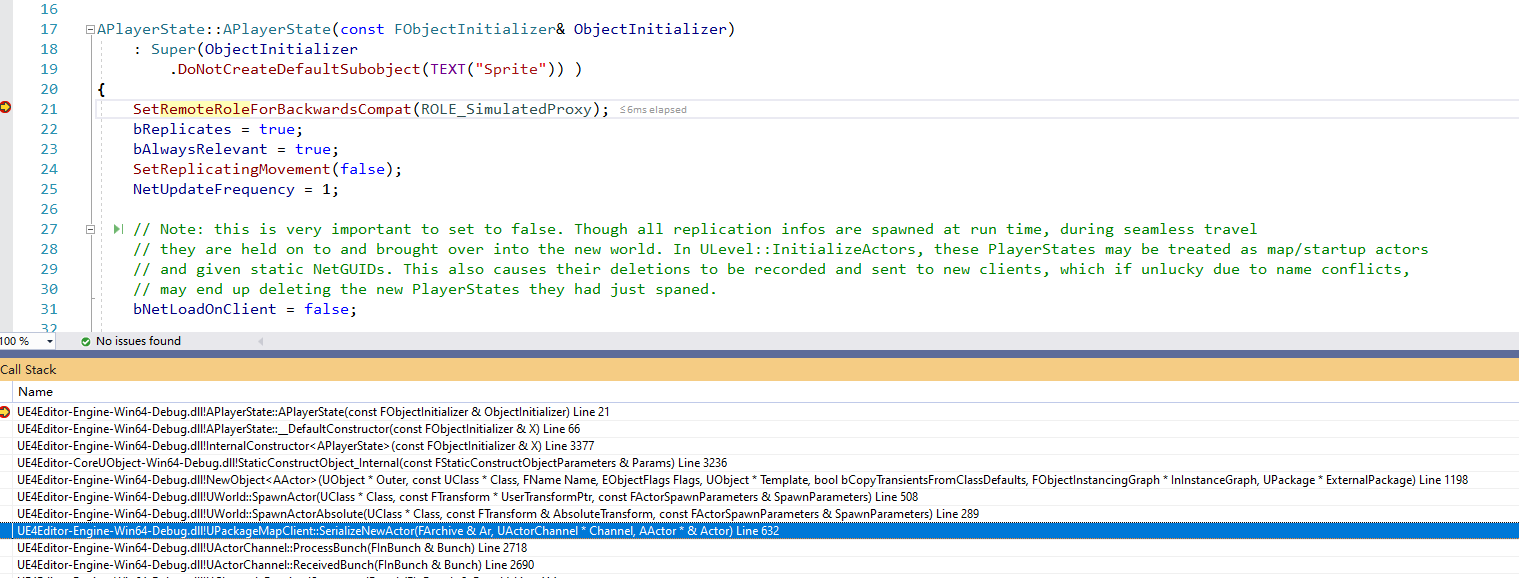 16
17 APlayerState::APlayerState(const FObjectInitializer& ObjectInitializer)
18 : Super(ObjectInitializer
19 .DoNotCreateDefaultSubobject(TEXT("Sprite")) )
20 {
21 SetRemoteRoleForBackwardsCompat(ROLE_SimulatedProxy); ≤6ms elapsed
22 bReplicates = true;
23 bAlwaysRelevant = true;
24 SetReplicatingMovement(false);
25 NetUpdateFrequency = 1;
26
27 // Note: this is very important to set to false. Though all replication infos are spawned at run time, during seamless travel
28 // they are held on to and brought over into the new world. In ULevel::InitializeActors, these PlayerStates may be treated as map/startup actors
29 // and given static NetGUIDs. This also causes their deletions to be recorded and sent to new clients, which if unlucky due to name conflicts,
30 // may end up deleting the new PlayerStates they had just spaned.
31 bNetLoadOnClient = false;
32
100 % No issues found
Call Stack
Name
UE4Editor-Engine-Win64-Debug.dll!APlayerState::APlayerState(const FObjectInitializer & ObjectInitializer) Line 21
UE4Editor-Engine-Win64-Debug.dll!APlayerState::__DefaultConstructor(const FObjectInitializer & X) Line 66
UE4Editor-Engine-Win64-Debug.dll!InternalConstructor<APlayerState>(const FObjectInitializer & X) Line 3377
UE4Editor-CoreUObject-Win64-Debug.dll!StaticConstructObject_Internal(const FStaticConstructObjectParameters & Params) Line 3236
UE4Editor-Engine-Win64-Debug.dll!NewObject<AActor>(UObject * Outer, const UClass * Class, FName Name, EObjectFlags Flags, UObject * Template, bool bCopyTransientsFromClassDefaults, FObjectInstancingGraph * InInstanceGraph, UPackage * ExternalPackage) Line 1198
UE4Editor-Engine-Win64-Debug.dll!UWorld::SpawnActor(UClass * Class, const FTransform * UserTransformPtr, const FActorSpawnParameters & SpawnParameters) Line 508
UE4Editor-Engine-Win64-Debug.dll!UWorld::SpawnActorAbsolute(UClass * Class, const FTransform & AbsoluteTransform, const FActorSpawnParameters & SpawnParameters) Line 289
UE4Editor-Engine-Win64-Debug.dll!UPackageMapClient::SerializeNewActor(FArchive & Ar, UActorChannel * Channel, AActor * & Actor) Line 632
UE4Editor-Engine-Win64-Debug.dll!UActorChannel::ProcessBunch(FInBunch & Bunch) Line 2718
UE4Editor-Engine-Win64-Debug.dll!UActorChannel::ReceivedBunch(FInBunch & Bunch) Line 2690